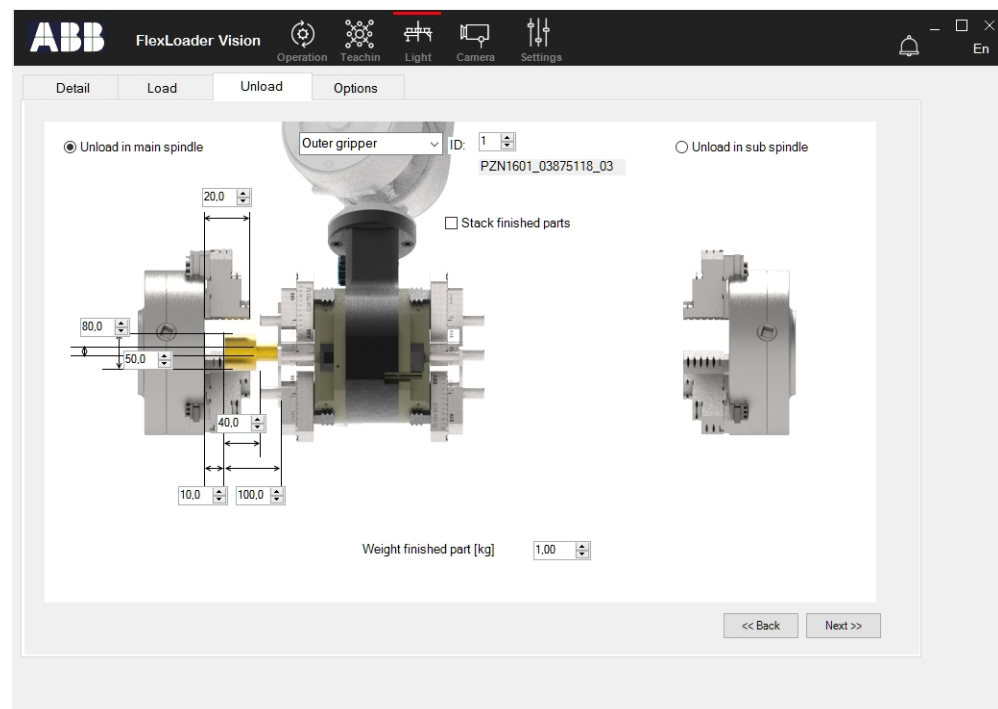 ABB
FlexLoader Vision
Operation Teachin Light Camera Settings
En
Detail Load Unload Options
Unload in main spindle Outer gripper ID: 1 Unload in sub spindle
PZN1601_03875118_03
20,0
Stack finished parts
80,0
50,0
40,0
10,0 100,0
Weight finished part [kg] 1,00
<< Back Next >>